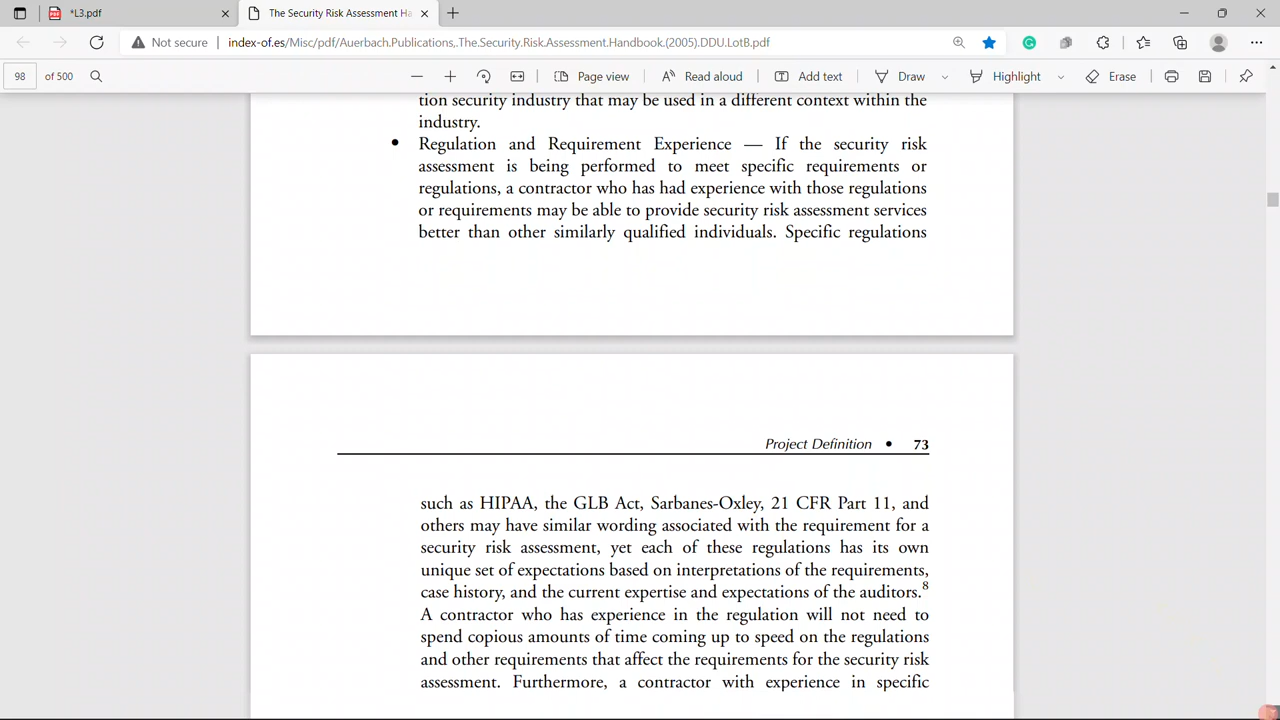 *L3.pdf
The Security Risk Assessment Ha
Not secure
index-of.es/Misc/pdf/Auerbach.Publications,.The.Security.Risk.Assessment.Handbook.(2005).DDU.LotB.pdf
98 of 500
Page view
Read aloud
Add text
Draw
Highlight
Erase
tion security industry that may be used in a different context within the
industry.
• Regulation and Requirement Experience — If the security risk
assessment is being performed to meet specific requirements or
regulations, a contractor who has had experience with those regulations
or requirements may be able to provide security risk assessment services
better than other similarly qualified individuals. Specific regulations
Project Definition • 73
such as HIPAA, the GLB Act, Sarbanes-Oxley, 21 CFR Part 11, and
others may have similar wording associated with the requirement for a
security risk assessment, yet each of these regulations has its own
unique set of expectations based on interpretations of the requirements,
case history, and the current expertise and expectations of the auditors.8
A contractor who has experience in the regulation will not need to
spend copious amounts of time coming up to speed on the regulations
and other requirements that affect the requirements for the security risk
assessment. Furthermore, a contractor with experience in specific